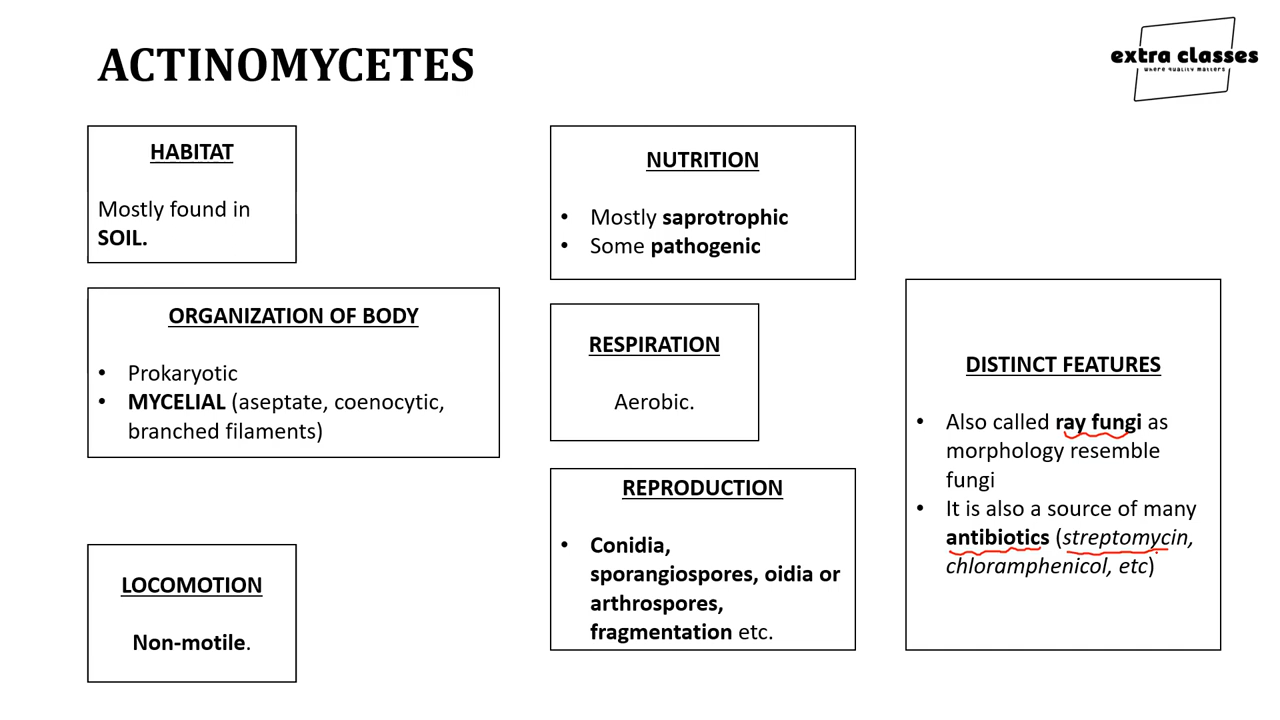 ACTINOMYCETES
extra classes
where quality matters
HABITAT
Mostly found in
SOIL.
ORGANIZATION OF BODY
• Prokaryotic
• MYCELIAL (aseptate, coenocytic,
branched filaments)
LOCOMOTION
Non-motile.
NUTRITION
• Mostly saprotrophic
• Some pathogenic
RESPIRATION
Aerobic.
REPRODUCTION
• Conidia,
sporangiospores, oidia or
arthrospores,
fragmentation etc.
DISTINCT FEATURES
• Also called ray fungi as
morphology resemble
fungi
• It is also a source of many
antibiotics (streptomycin,
chloramphenicol, etc)